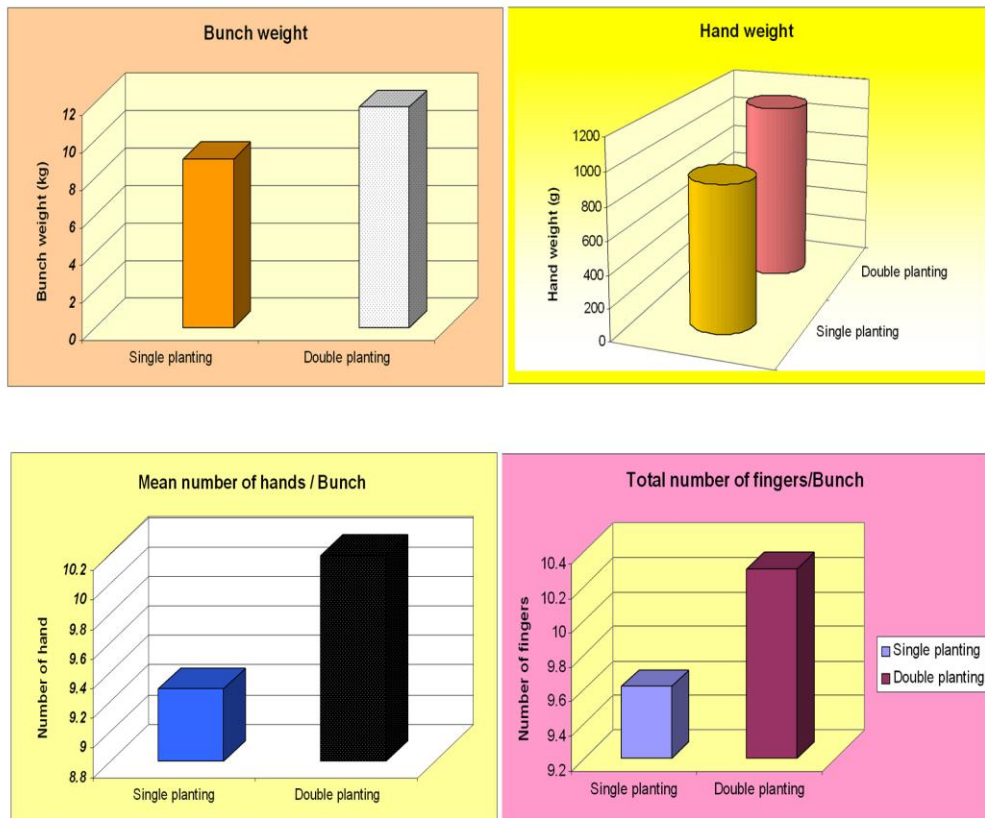 Bunch weight
Bunch weight (kg)
12
10
8
6
4
2
0
Single planting
Double planting
Hand weight
Hand weight (g)
1200
1000
800
600
400
200
0
Double planting
Single planting
Mean number of hands / Bunch
Number of hand
10.2
10
9.8
9.6
9.4
9.2
9
8.8
Single planting
Double planting
Total number of fingers/Bunch
Number of fingers
10.4
10.2
10
9.8
9.6
9.4
9.2
Single planting
Double planting
Single planting
Double planting